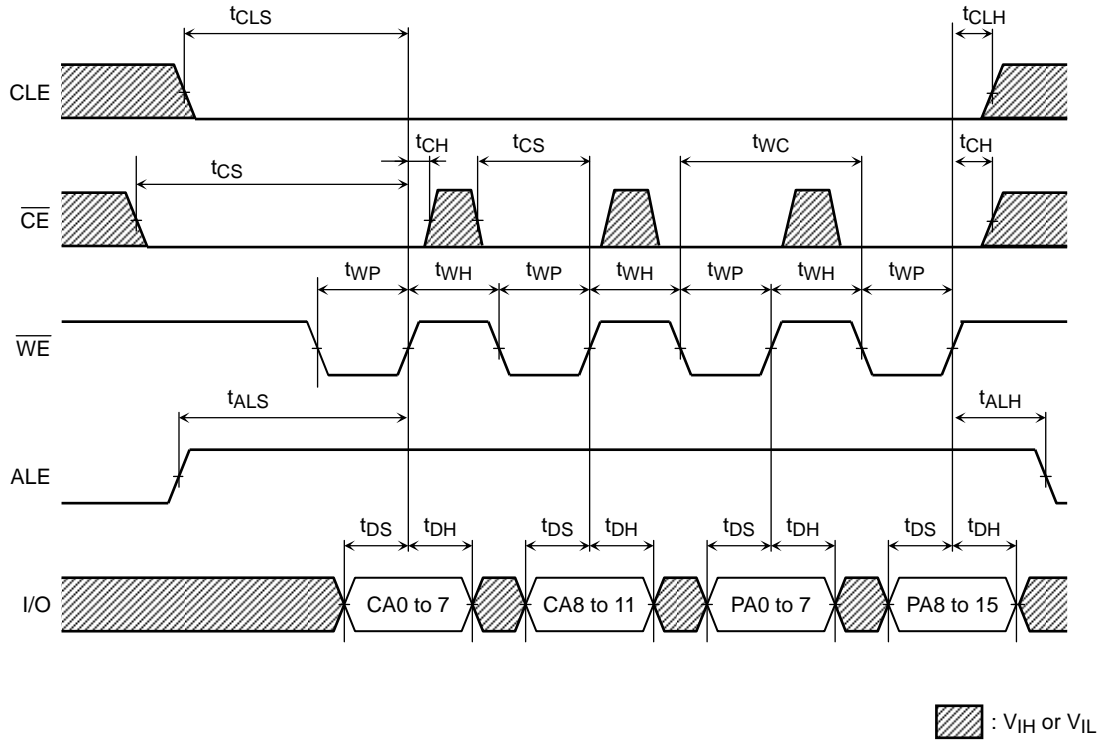 tCLS tCLH
CLE
tCH tCS tWC tCH
tCS
CE
tWP tWH tWP tWH tWP tWH tWP
WE
tALS tALH
ALE
tDS tDH tDS tDH tDS tDH tDS tDH
I/O CA0 to 7 CA8 to 11 PA0 to 7 PA8 to 15
: VIH or VIL